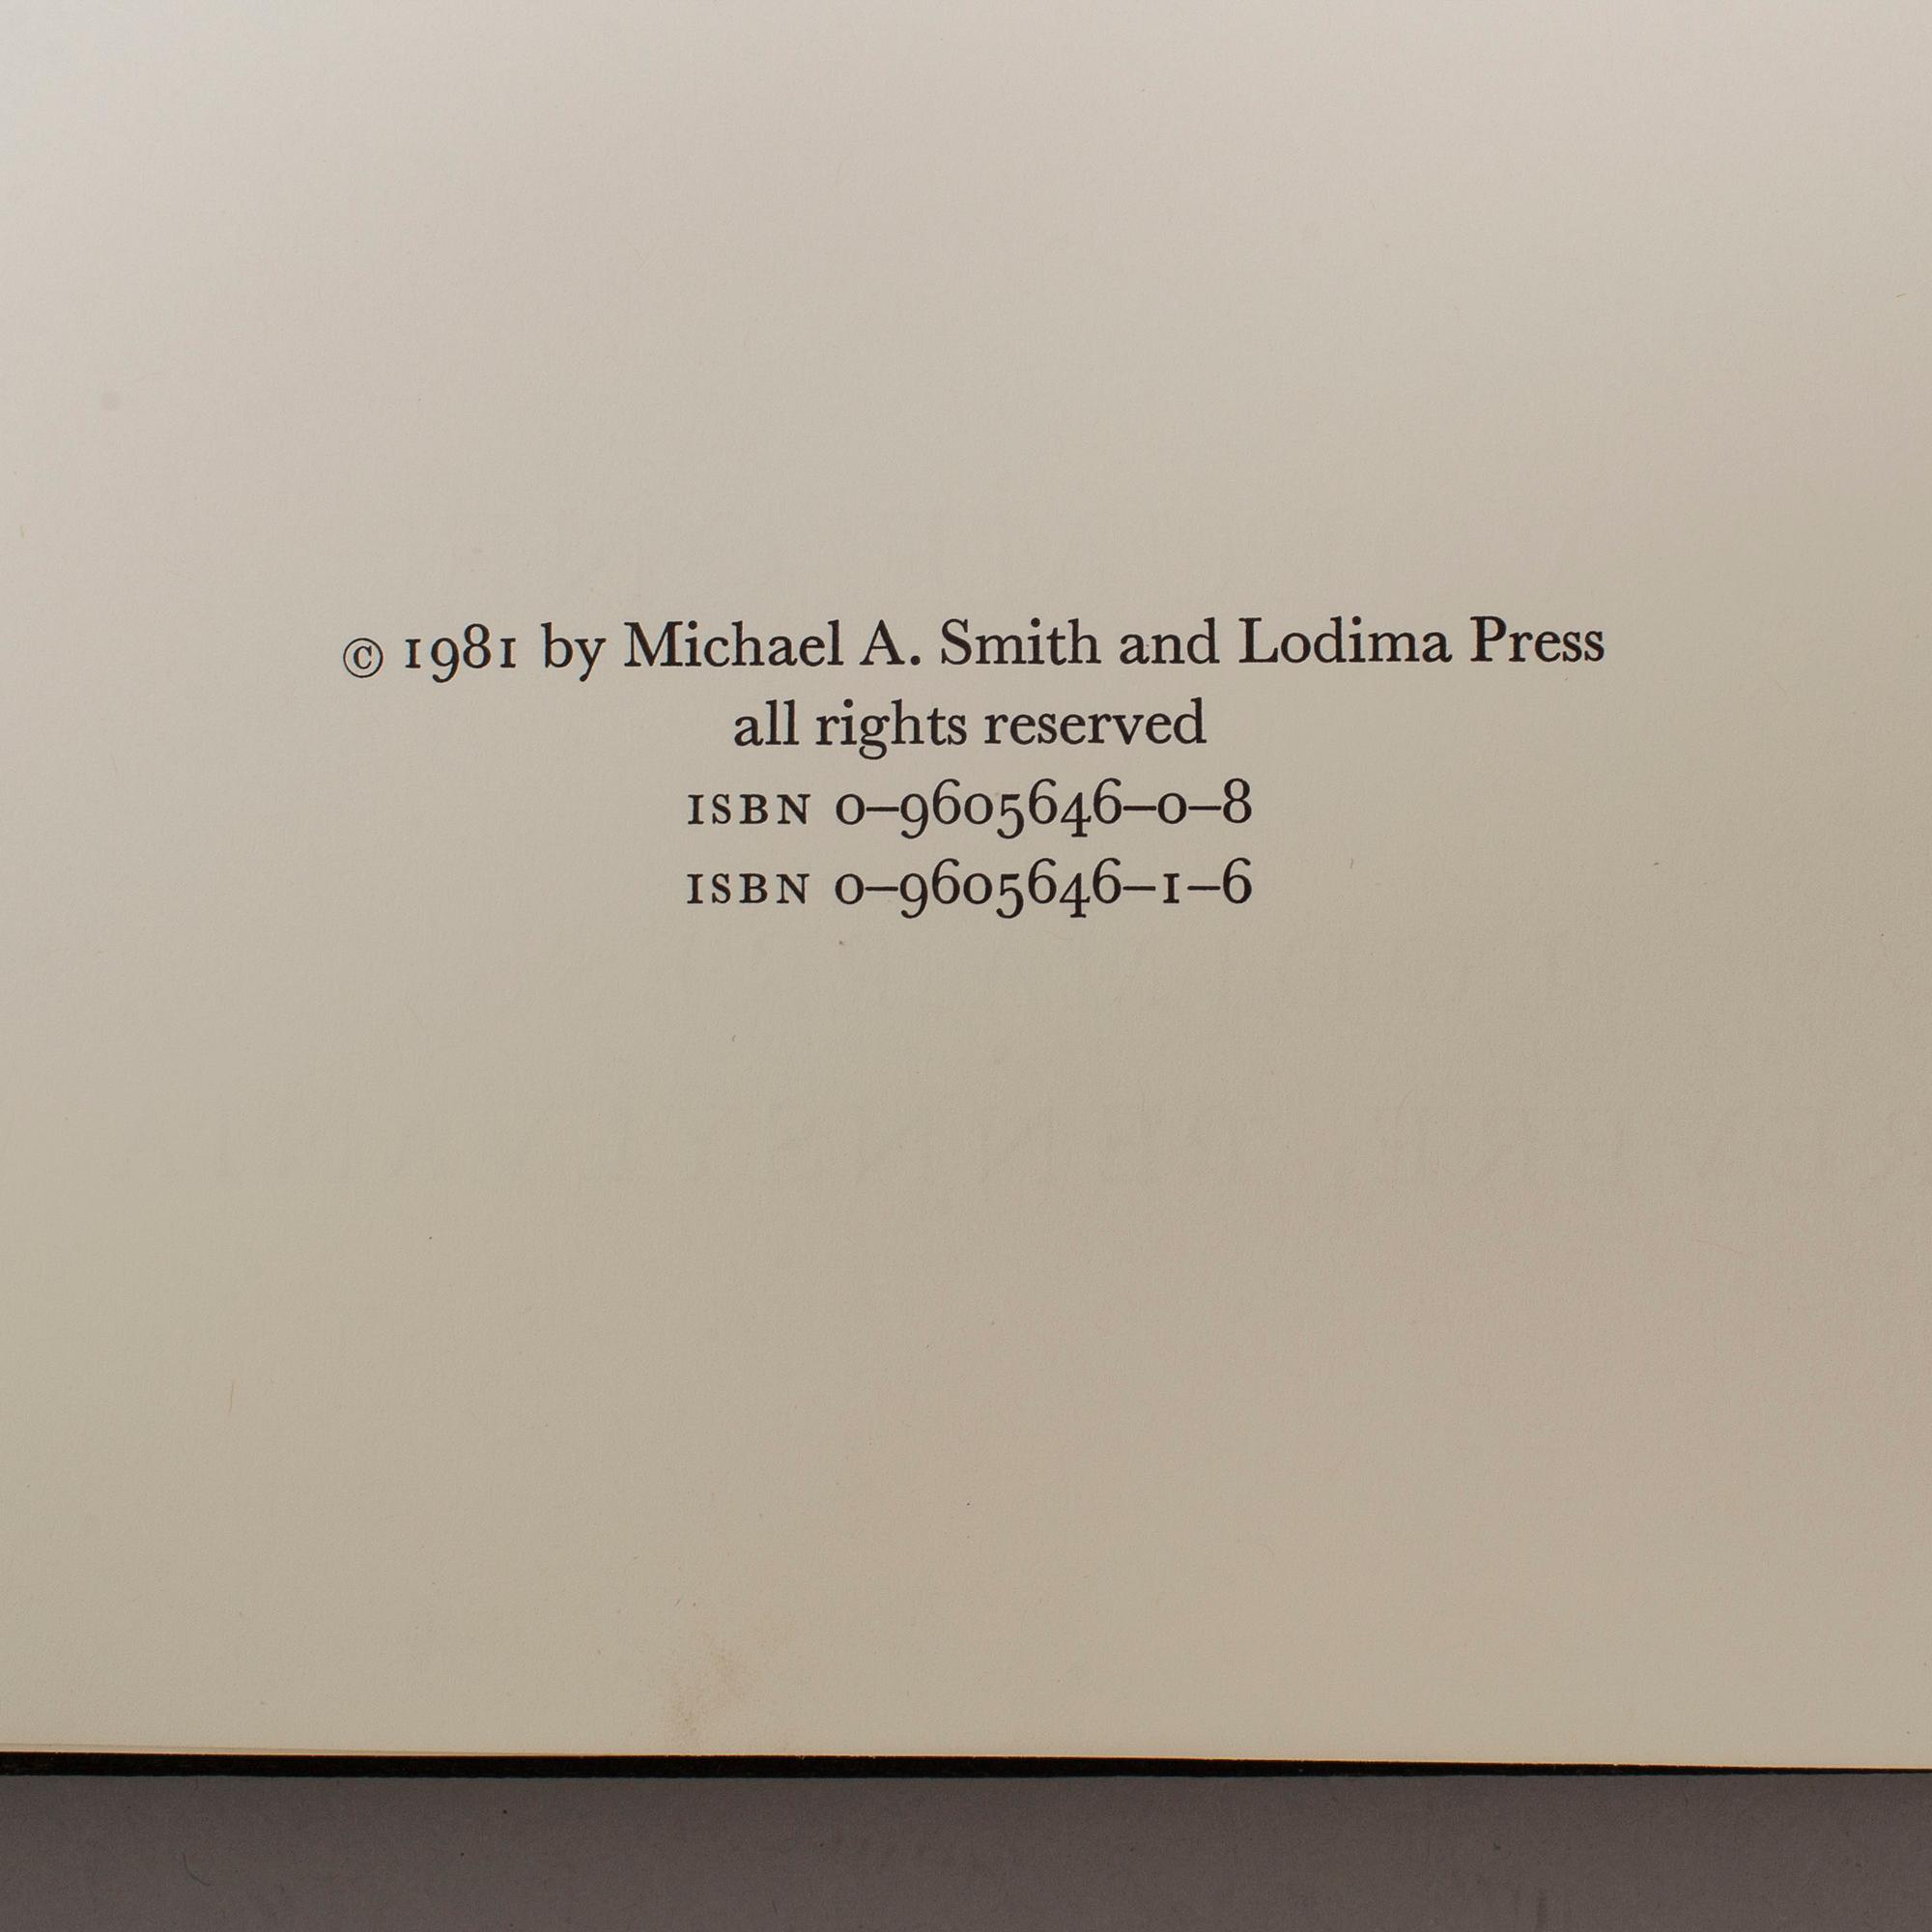 © 1981 by Michael A. Smith and Lodima Press
all rights reserved
ISBN 0–9605646–0–8
ISBN 0–9605646–1–6